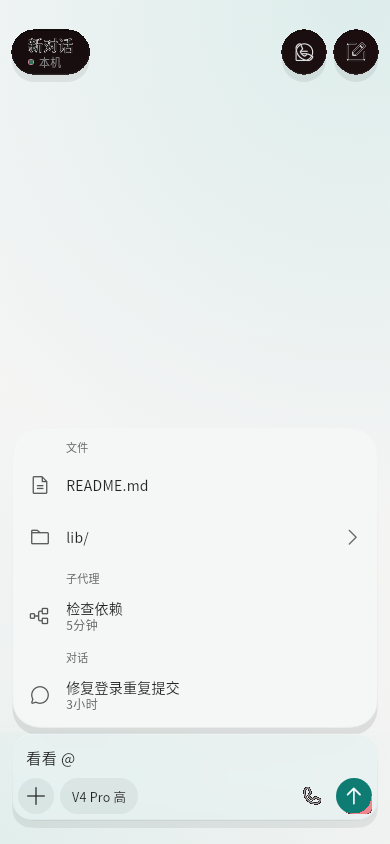 新对话
本机
文件
README.md
lib/
子代理
检查依赖
5分钟
对话
修复登录重复提交
3小时
看看 @
V4 Pro 高